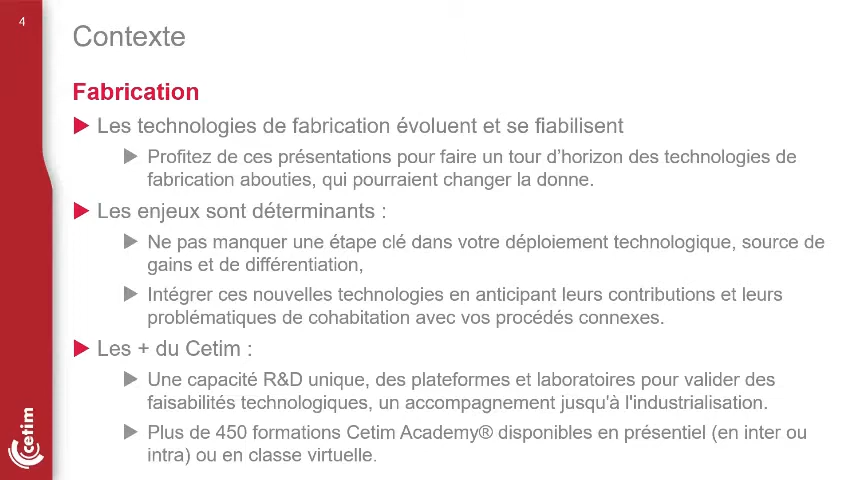 4
Contexte
Fabrication
Les technologies de fabrication évoluent et se fiabilisent
Profitez de ces présentations pour faire un tour d’horizon des technologies de
fabrication abouties, qui pourraient changer la donne.
Les enjeux sont déterminants :
Ne pas manquer une étape clé dans votre déploiement technologique, source de
gains et de différentiation,
Intégrer ces nouvelles technologies en anticipant leurs contributions et leurs
problématiques de cohabitation avec vos procédés connexes.
Les + du Cetim :
Une capacité R&D unique, des plateformes et laboratoires pour valider des
faisabilités technologiques, un accompagnement jusqu'à l'industrialisation.
Plus de 450 formations Cetim Academy® disponibles en présentiel (en inter ou
intra) ou en classe virtuelle.
cetim